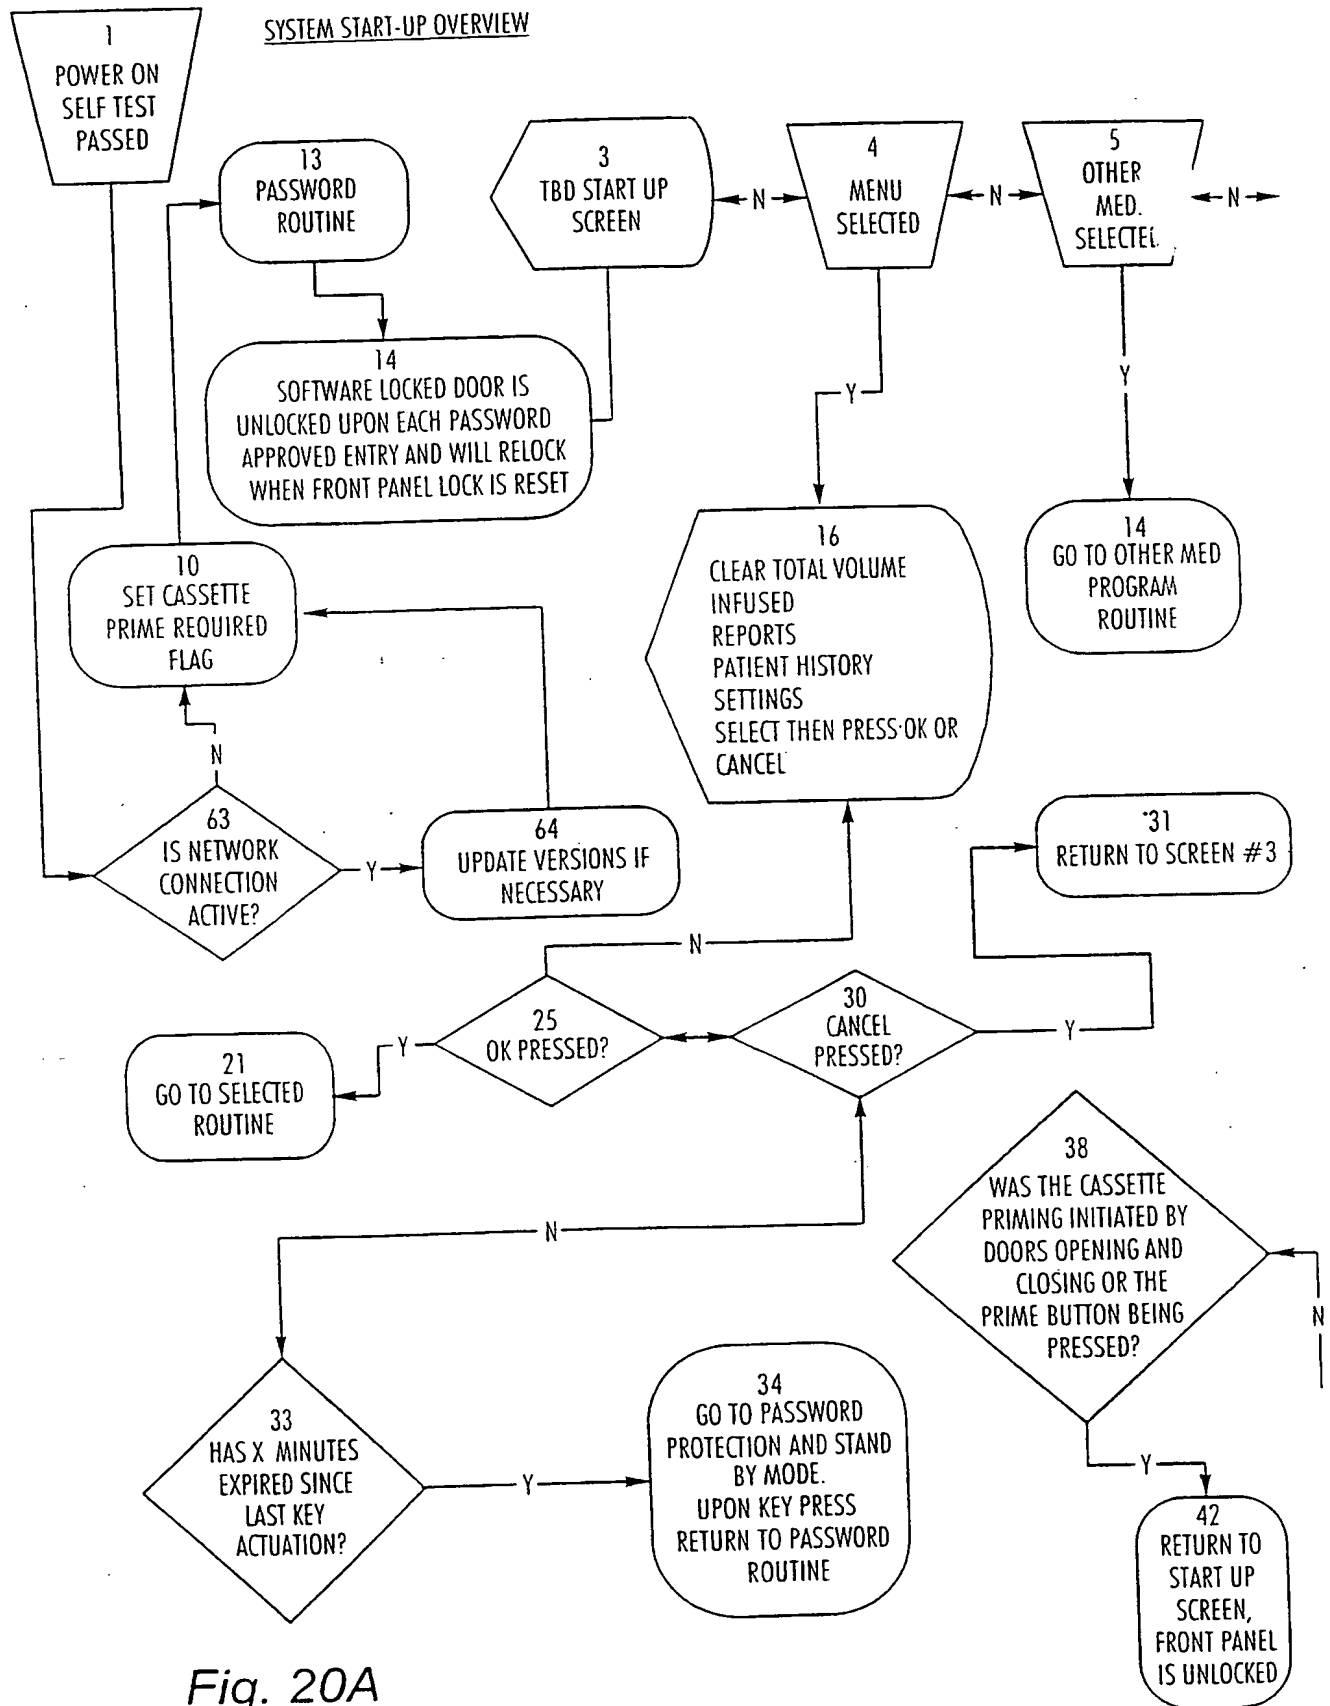 SYSTEM START-UP OVERVIEW
1
POWER ON
SELF TEST
PASSED
13
PASSWORD
ROUTINE
3
TBD START UP
SCREEN
N
4
MENU
SELECTED
N
5
OTHER
MED.
SELECTED
N
14
SOFTWARE LOCKED DOOR IS
UNLOCKED UPON EACH PASSWORD
APPROVED ENTRY AND WILL RELOCK
WHEN FRONT PANEL LOCK IS RESET
Y
Y
10
SET CASSETTE
PRIME REQUIRED
FLAG
16
CLEAR TOTAL VOLUME
INFUSED
REPORTS
PATIENT HISTORY
SETTINGS
SELECT THEN PRESS OK OR
CANCEL
14
GO TO OTHER MED
PROGRAM
ROUTINE
N
63
IS NETWORK
CONNECTION
ACTIVE?
Y
64
UPDATE VERSIONS IF
NECESSARY
31
RETURN TO SCREEN #3
N
25
OK PRESSED?
Y
30
CANCEL
PRESSED?
Y
21
GO TO SELECTED
ROUTINE
N
38
WAS THE CASSETTE
PRIMING INITIATED BY
DOORS OPENING AND
CLOSING OR THE
PRIME BUTTON BEING
PRESSED?
N
33
HAS X MINUTES
EXPIRED SINCE
LAST KEY
ACTUATION?
Y
34
GO TO PASSWORD
PROTECTION AND STAND
BY MODE.
UPON KEY PRESS
RETURN TO PASSWORD
ROUTINE
Y
42
RETURN TO
START UP
SCREEN,
FRONT PANEL
IS UNLOCKED
Fig. 20A